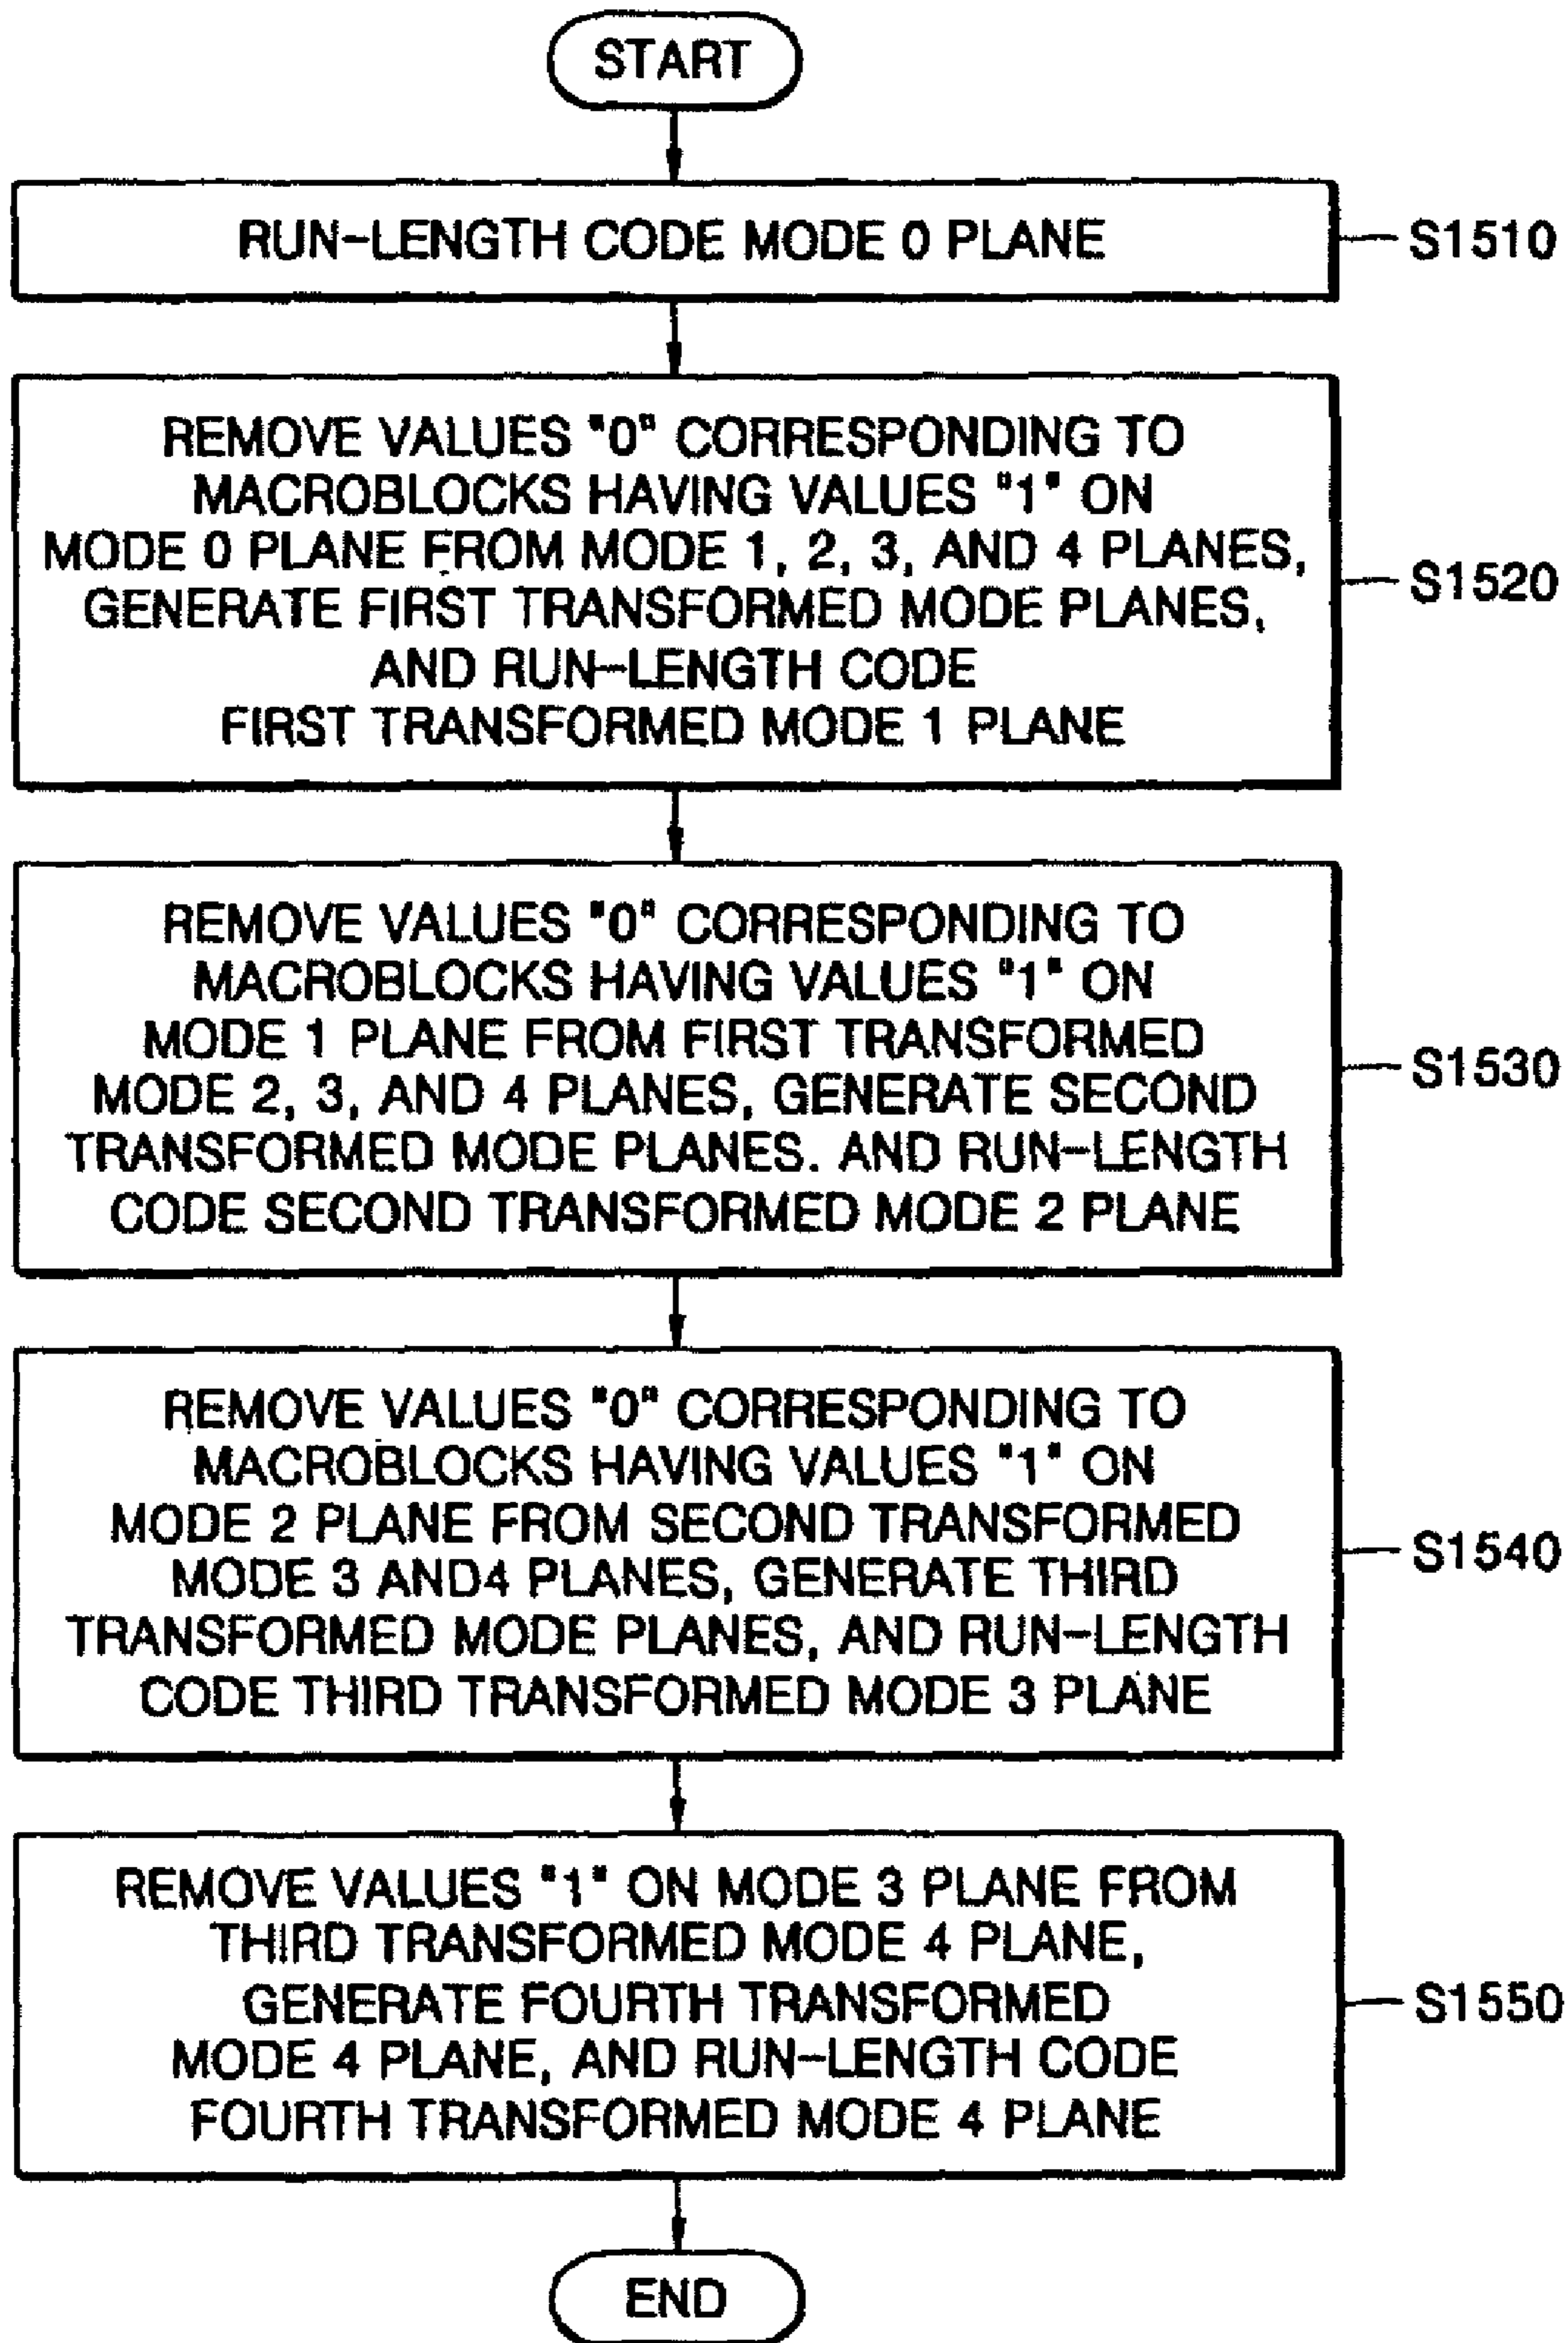 START
RUN-LENGTH CODE MODE 0 PLANE
S1510
REMOVE VALUES "0" CORRESPONDING TO
MACROBLOCKS HAVING VALUES "1" ON
MODE 0 PLANE FROM MODE 1, 2, 3, AND 4 PLANES,
GENERATE FIRST TRANSFORMED MODE PLANES,
AND RUN-LENGTH CODE
FIRST TRANSFORMED MODE 1 PLANE
S1520
REMOVE VALUES "0" CORRESPONDING TO
MACROBLOCKS HAVING VALUES "1" ON
MODE 1 PLANE FROM FIRST TRANSFORMED
MODE 2, 3, AND 4 PLANES, GENERATE SECOND
TRANSFORMED MODE PLANES. AND RUN-LENGTH
CODE SECOND TRANSFORMED MODE 2 PLANE
S1530
REMOVE VALUES "0" CORRESPONDING TO
MACROBLOCKS HAVING VALUES "1" ON
MODE 2 PLANE FROM SECOND TRANSFORMED
MODE 3 AND4 PLANES, GENERATE THIRD
TRANSFORMED MODE PLANES, AND RUN-LENGTH
CODE THIRD TRANSFORMED MODE 3 PLANE
S1540
REMOVE VALUES "1" ON MODE 3 PLANE FROM
THIRD TRANSFORMED MODE 4 PLANE,
GENERATE FOURTH TRANSFORMED
MODE 4 PLANE, AND RUN-LENGTH CODE
FOURTH TRANSFORMED MODE 4 PLANE
S1550
END